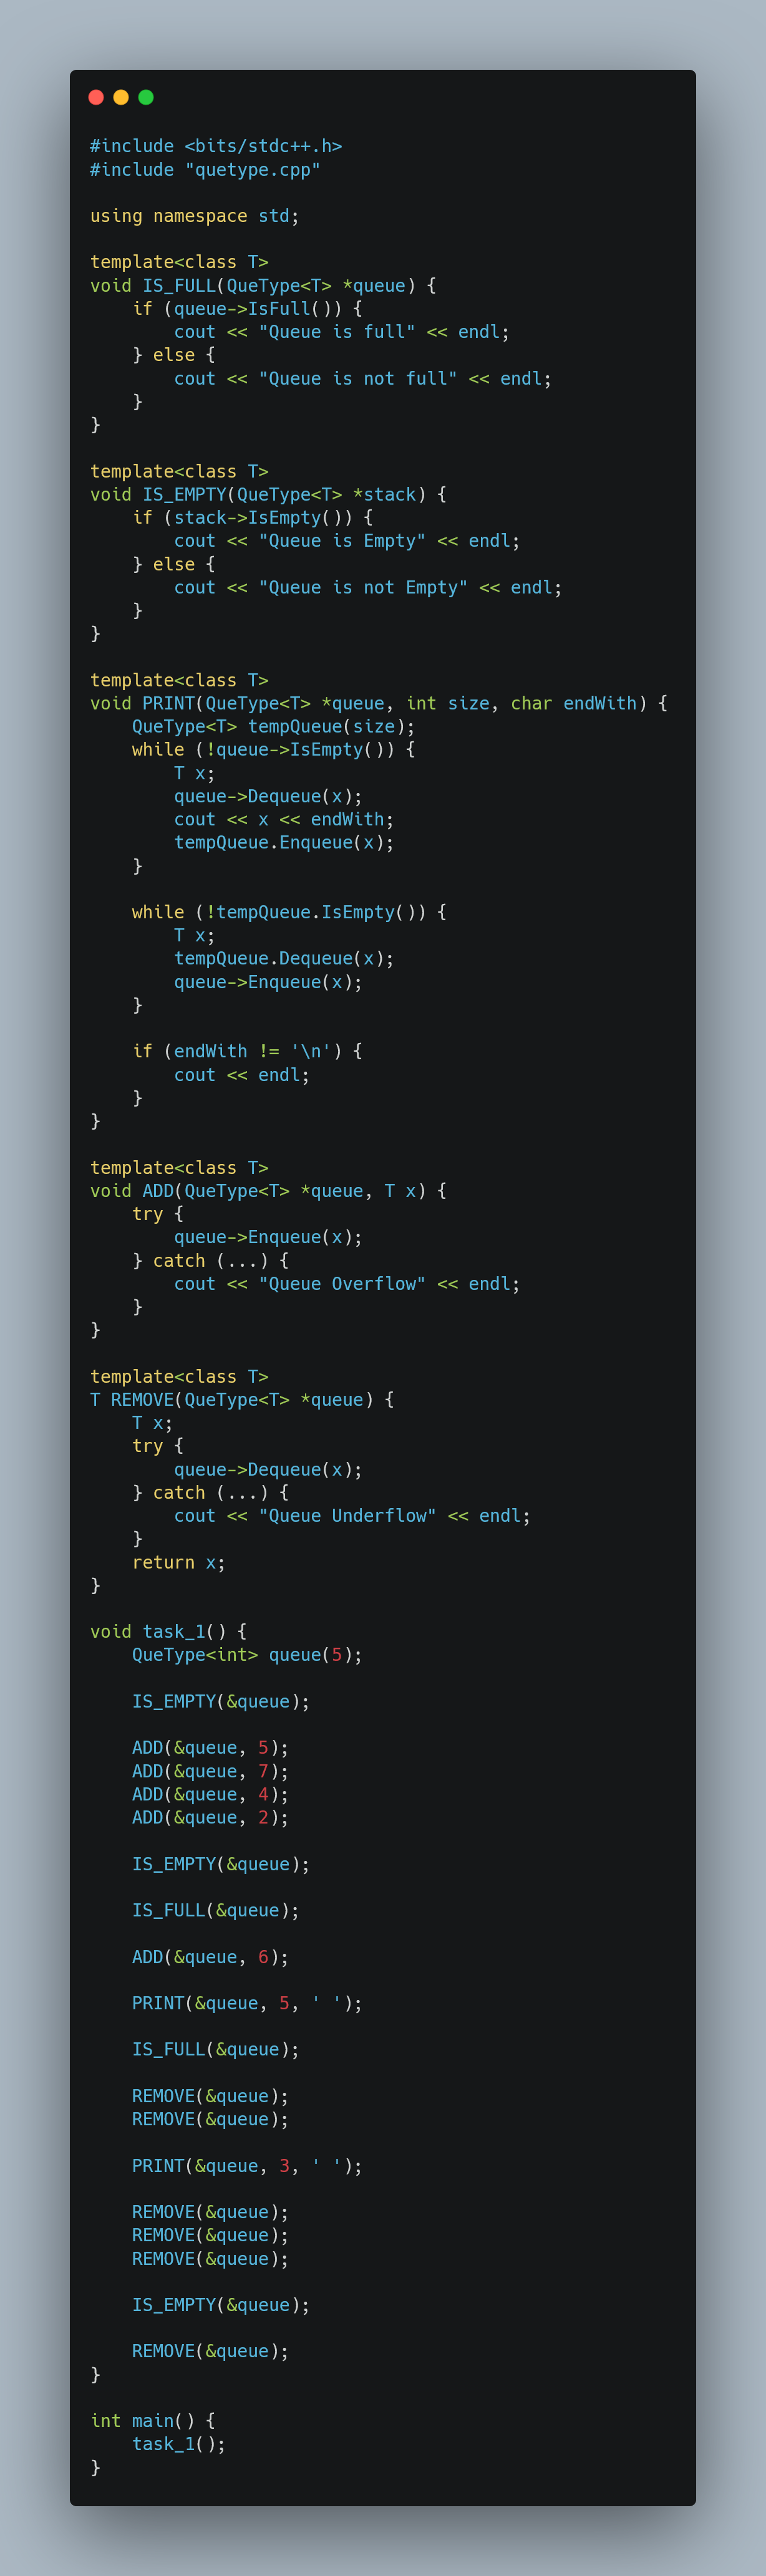 #include <bits/stdc++.h>
#include "quetype.cpp"

using namespace std;

template<class T>
void IS_FULL(QueType<T> *queue) {
    if (queue->IsFull()) {
        cout << "Queue is full" << endl;
    } else {
        cout << "Queue is not full" << endl;
    }
}

template<class T>
void IS_EMPTY(QueType<T> *stack) {
    if (stack->IsEmpty()) {
        cout << "Queue is Empty" << endl;
    } else {
        cout << "Queue is not Empty" << endl;
    }
}

template<class T>
void PRINT(QueType<T> *queue, int size, char endWith) {
    QueType<T> tempQueue(size);
    while (!queue->IsEmpty()) {
        T x;
        queue->Dequeue(x);
        cout << x << endWith;
        tempQueue.Enqueue(x);
    }

    while (!tempQueue.IsEmpty()) {
        T x;
        tempQueue.Dequeue(x);
        queue->Enqueue(x);
    }

    if (endWith != '\n') {
        cout << endl;
    }
}

template<class T>
void ADD(QueType<T> *queue, T x) {
    try {
        queue->Enqueue(x);
    } catch (...) {
        cout << "Queue Overflow" << endl;
    }
}

template<class T>
T REMOVE(QueType<T> *queue) {
    T x;
    try {
        queue->Dequeue(x);
    } catch (...) {
        cout << "Queue Underflow" << endl;
    }
    return x;
}

void task_1() {
    QueType<int> queue(5);

    IS_EMPTY(&queue);

    ADD(&queue, 5);
    ADD(&queue, 7);
    ADD(&queue, 4);
    ADD(&queue, 2);

    IS_EMPTY(&queue);

    IS_FULL(&queue);

    ADD(&queue, 6);

    PRINT(&queue, 5, ' ');

    IS_FULL(&queue);

    REMOVE(&queue);
    REMOVE(&queue);

    PRINT(&queue, 3, ' ');

    REMOVE(&queue);
    REMOVE(&queue);
    REMOVE(&queue);

    IS_EMPTY(&queue);

    REMOVE(&queue);
}

int main() {
    task_1();
}